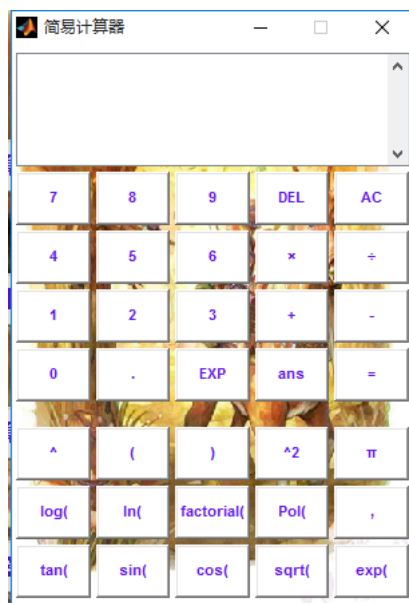 简易计算器
7 8 9 DEL AC
4 5 6 × ÷
1 2 3 + -
0 . EXP ans =
^ ( ) ^2 π
log( ln( factorial( Pol( ,
tan( sin( cos( sqrt( exp(